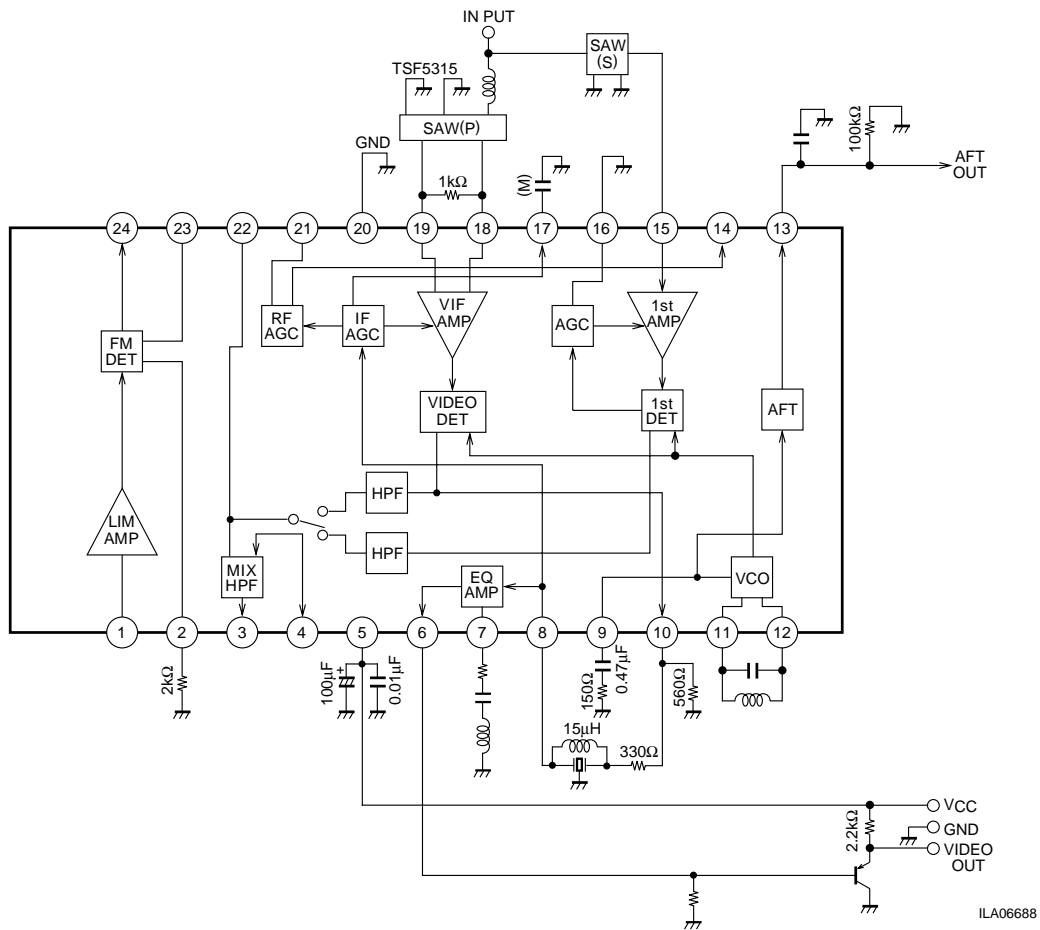 IN PUT
SAW
(S)
TSF5315
SAW(P)
GND
1kΩ
(M)
100kΩ
AFT
OUT
24
23
22
21
20
19
18
17
16
15
14
13
RF
AGC
IF
AGC
VIF
AMP
AGC
1st
AMP
FM
DET
VIDEO
DET
1st
DET
AFT
HPF
LIM
AMP
HPF
MIX
HPF
EQ
AMP
VCO
1
2
3
4
5
6
7
8
9
10
11
12
2kΩ
100μF
+
0.01μF
150Ω
0.47μF
560Ω
15μH
330Ω
2.2kΩ
VCC
GND
VIDEO
OUT
ILA06688